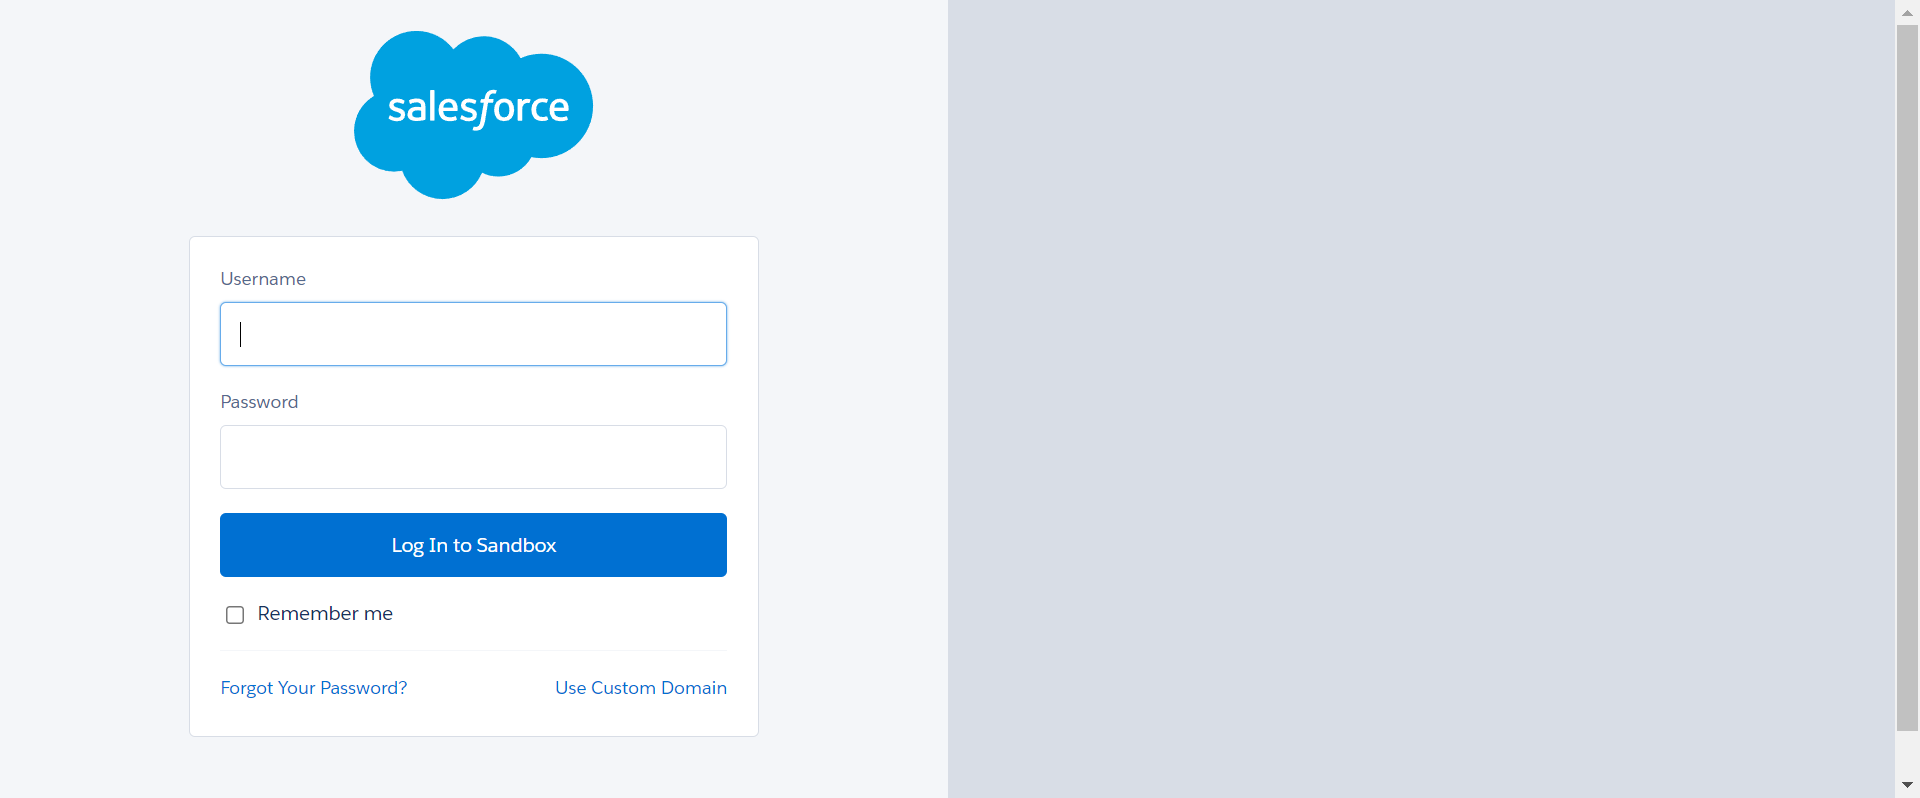 salesforce
Username
Password
Log In to Sandbox
Remember me
Forgot Your Password?
Use Custom Domain